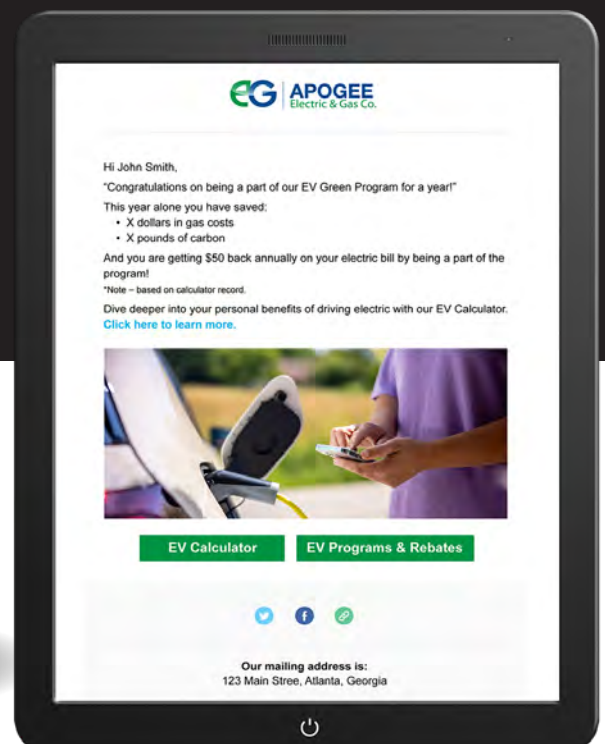 EG APOGEE
Electric & Gas Co.
Hi John Smith,
“Congratulations on being a part of our EV Green Program for a year!”
This year alone you have saved:
• X dollars in gas costs
• X pounds of carbon
And you are getting $50 back annually on your electric bill by being a part of the
program!
*Note – based on calculator record.
Dive deeper into your personal benefits of driving electric with our EV Calculator.
Click here to learn more.
EV Calculator EV Programs & Rebates
Our mailing address is:
123 Main Stree, Atlanta, Georgia